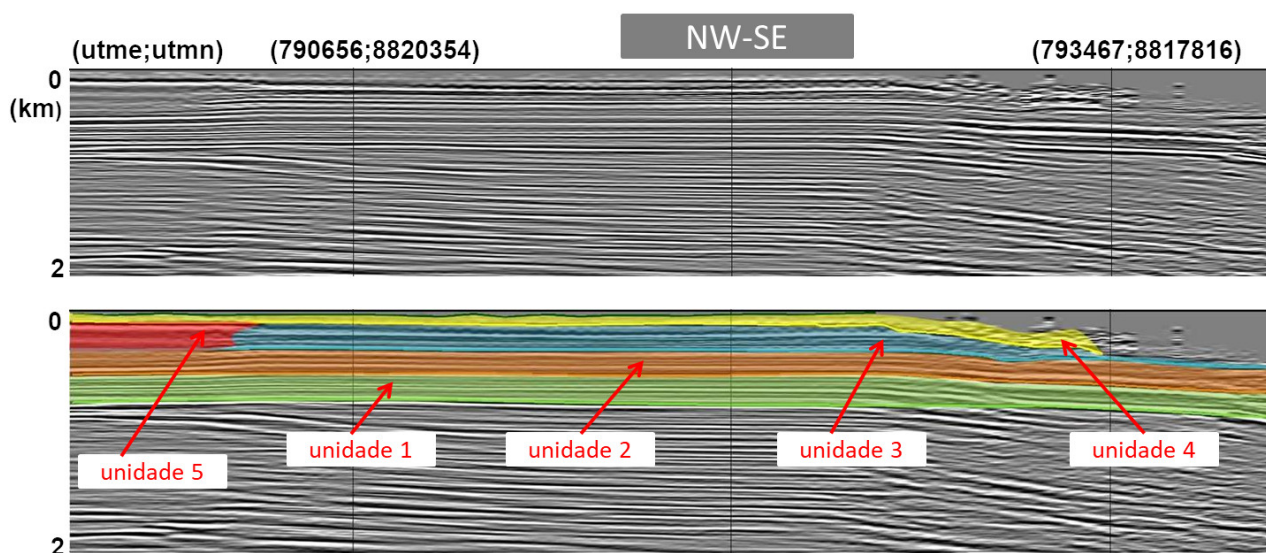 NW-SE
(utme;utmn) (790656;8820354) (793467;8817816)
0
(km)
2
0
unidade 1 unidade 2 unidade 3 unidade 4
unidade 5
2